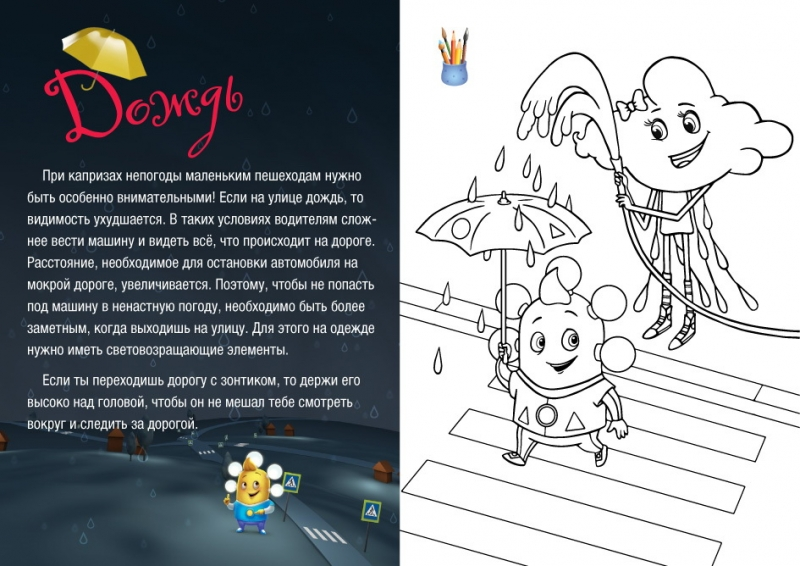 Дождь
При капризах непогоды маленьким пешеходам нужно
быть особенно внимательными! Если на улице дождь, то
видимость ухудшается. В таких условиях водителям слож-
нее вести машину и видеть всё, что происходит на дороге.
Расстояние, необходимое для остановки автомобиля на
мокрой дороге, увеличивается. Поэтому, чтобы не попасть
под машину в ненастную погоду, необходимо быть более
заметным, когда выходишь на улицу. Для этого на одежде
нужно иметь световозвращающие элементы.
Если ты переходишь дорогу с зонтиком, то держи его
высоко над головой, чтобы он не мешал тебе смотреть
вокруг и следить за дорогой.